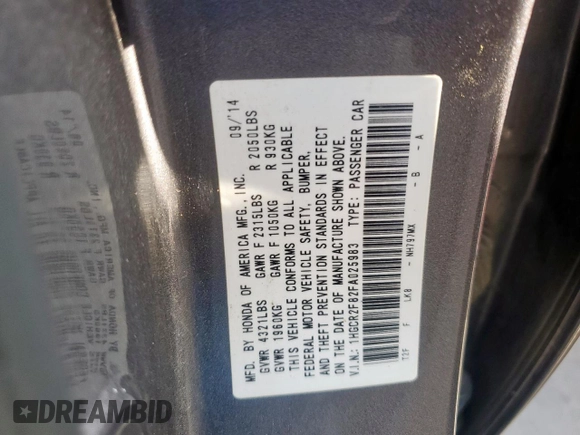 MFD. BY HONDA OF AMERICA MFG., INC. 09/14
GVWR 4321LBS GAWR F 2315LBS R 2050LBS
GVWR 1960KG GAWR F 1050KG R 930KG
THIS VEHICLE CONFORMS TO ALL APPLICABLE
FEDERAL MOTOR VEHICLE SAFETY, BUMPER,
AND THEFT PREVENTION STANDARDS IN EFFECT
ON THE DATE OF MANUFACTURE SHOWN ABOVE.
V.I.N.: 1HGCR2F82FA025983 TYPE: PASSENGER CAR
T2F F LK8 - NH797MX - B - A
DREAMBID